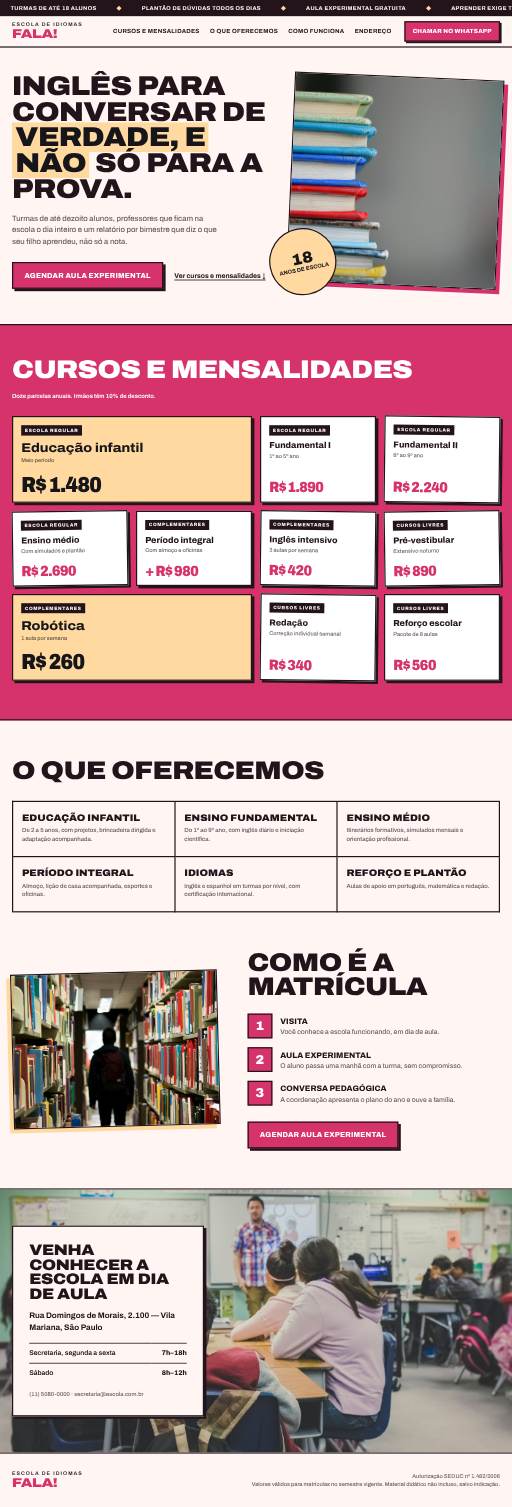 TURMAS DE ATÉ 18 ALUNOS ◆ PLANTÃO DE DÚVIDAS TODOS OS DIAS ◆ AULA EXPERIMENTAL GRATUITA ◆ APRENDER EXIGE T
ESCOLA DE IDIOMAS
FALA!
CURSOS E MENSALIDADES O QUE OFERECEMOS COMO FUNCIONA ENDEREÇO CHAMAR NO WHATSAPP
INGLÊS PARA
CONVERSAR DE
VERDADE, E
NÃO SÓ PARA A
PROVA.
Turmas de até dezoito alunos, professores que ficam na
escola o dia inteiro e um relatório por bimestre que diz o que
seu filho aprendeu, não só a nota.
AGENDAR AULA EXPERIMENTAL
Ver cursos e mensalidades ↓
18
ANOS DE ESCOLA
CURSOS E MENSALIDADES
Doze parcelas anuais. Irmãos têm 10% de desconto.
ESCOLA REGULAR
Educação infantil
Meio período
R$ 1.480
ESCOLA REGULAR
Fundamental I
1º ao 5º ano
R$ 1.890
ESCOLA REGULAR
Fundamental II
6º ao 9º ano
R$ 2.240
ESCOLA REGULAR
Ensino médio
Com simulados e plantão
R$ 2.690
COMPLEMENTARES
Período integral
Com almoço e oficinas
+ R$ 980
COMPLEMENTARES
Inglês intensivo
3 aulas por semana
R$ 420
CURSOS LIVRES
Pré-vestibular
Extensivo noturno
R$ 890
COMPLEMENTARES
Robótica
1 aula por semana
R$ 260
CURSOS LIVRES
Redação
Correção individual semanal
R$ 340
CURSOS LIVRES
Reforço escolar
Pacote de 8 aulas
R$ 560
O QUE OFERECEMOS
EDUCAÇÃO INFANTIL
De 2 a 5 anos, com projetos, brincadeira dirigida e
adaptação acompanhada.
ENSINO FUNDAMENTAL
Do 1º ao 9º ano, com inglês diário e iniciação
científica.
ENSINO MÉDIO
Itinerários formativos, simulados mensais e
orientação profissional.
PERÍODO INTEGRAL
Almoço, lição de casa acompanhada, esportes e
oficinas.
IDIOMAS
Inglês e espanhol em turmas por nível, com
certificação internacional.
REFORÇO E PLANTÃO
Aulas de apoio em português, matemática e redação.
COMO É A
MATRÍCULA
1
VISITA
Você conhece a escola funcionando, em dia de aula.
2
AULA EXPERIMENTAL
O aluno passa uma manhã com a turma, sem compromisso.
3
CONVERSA PEDAGÓGICA
A coordenação apresenta o plano do ano e ouve a família.
AGENDAR AULA EXPERIMENTAL
VENHA
CONHECER A
ESCOLA EM DIA
DE AULA
Rua Domingos de Morais, 2.100 — Vila
Mariana, São Paulo
Secretaria, segunda a sexta 7h–18h
Sábado 8h–12h
(11) 5080-0000 · secretaria@escola.com.br
ESCOLA DE IDIOMAS
FALA!
Autorização SEDUC nº 1.462/2006
Valores válidos para matrículas no semestre vigente. Material didático não incluso, salvo indicação.